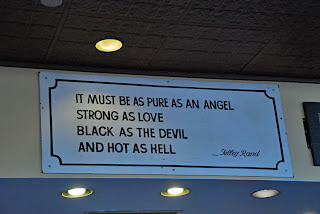 IT MUST BE AS PURE AS AN ANGEL
STRONG AS LOVE
BLACK AS THE DEVIL
AND HOT AS HELL
Rand